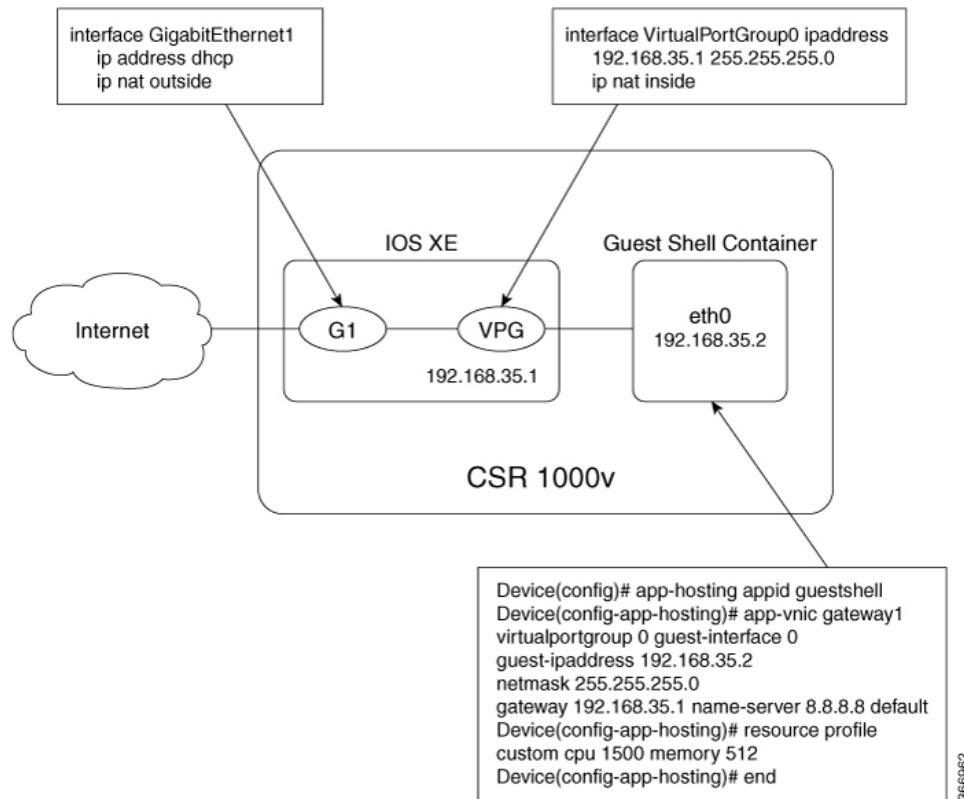 interface GigabitEthernet1
ip address dhcp
ip nat outside
interface VirtualPortGroup0 ipaddress
192.168.35.1 255.255.255.0
ip nat inside
IOS XE
Guest Shell Container
Internet
G1
VPG
192.168.35.1
eth0
192.168.35.2
CSR 1000v
Device(config)# app-hosting appid guestshell
Device(config-app-hosting)# app-vnic gateway1
virtualportgroup 0 guest-interface 0
guest-ipaddress 192.168.35.2
netmask 255.255.255.0
gateway 192.168.35.1 name-server 8.8.8.8 default
Device(config-app-hosting)# resource profile
custom cpu 1500 memory 512
Device(config-app-hosting)# end
366962